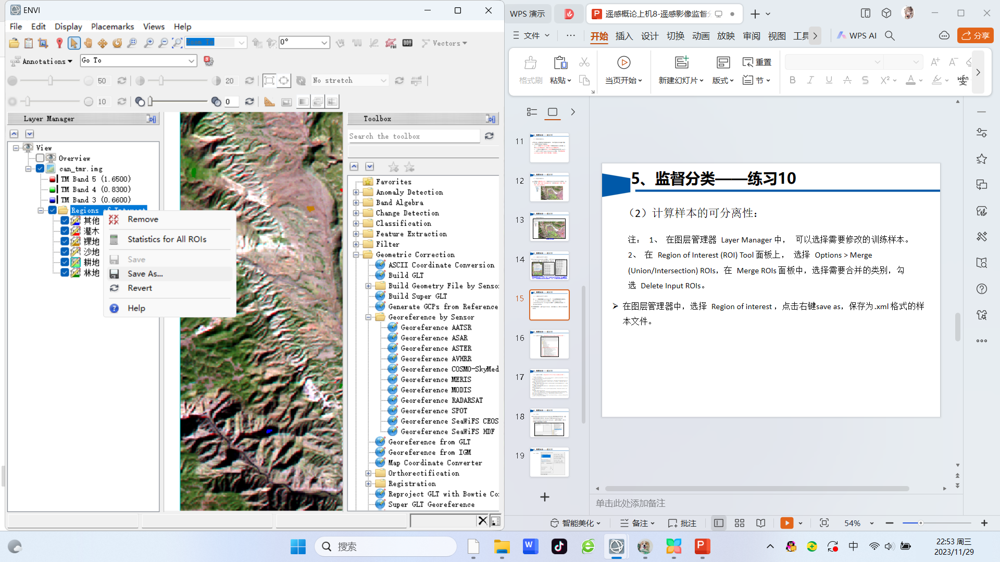 ENVI
File Edit Display Placemarks Views Help
0°
Vectors
Annotations
Go To
50
20
No stretch
10
0
Layer Manager
View
Overview
can_tmr.img
TM Band 5 (1.6500)
TM Band 4 (0.8300)
TM Band 3 (0.6600)
Regions of Interest
其他
灌木
裸地
沙地
耕地
林地
Remove
Statistics for All ROIs
Save
Save As...
Revert
Help
Toolbox
Search the toolbox
Favorites
Anomaly Detection
Band Algebra
Change Detection
Classification
Feature Extraction
Filter
Geometric Correction
ASCII Coordinate Conversion
Build GLT
Build Geometry File by Senso
Build Super GLT
Generate GCPs from Reference
Georeference by Sensor
Georeference AATSR
Georeference ASAR
Georeference ASTER
Georeference AVHRR
Georeference COSMO-SkyMed
Georeference MERIS
Georeference MODIS
Georeference RADARSAT
Georeference SPOT
Georeference SeaWiFS CEOS
Georeference SeaWiFS HDF
Georeference from GLT
Georeference from IGM
Map Coordinate Converter
Orthorectification
Registration
Reproject GLT with Bowtie Co
Super GLT Georeference
WPS 演示
遥感概论上机8-遥感影像监督分
文件
开始 插入 设计 切换 动画 放映 审阅 视图 工具
WPS AI
分享
格式刷
粘贴
当页开始
新建幻灯片
版式
重置
节
11
12
13
14
15
16
17
18
19
5、监督分类——练习10
（2）计算样本的可分离性：
注： 1、 在图层管理器 Layer Manager 中， 可以选择需要修改的训练样本。
2、 在 Region of Interest (ROI) Tool 面板上， 选择 Options > Merge
(Union/Intersection) ROIs，在 Merge ROIs 面板中，选择需要合并的类别，勾
选 Delete Input ROIs。
➢ 在图层管理器中，选择 Region of interest ，点击右键save as，保存为 .xml 格式的样
本文件。
单击此处添加备注
智能美化
备注
批注
54%
搜索
中
22:53 周三
2023/11/29